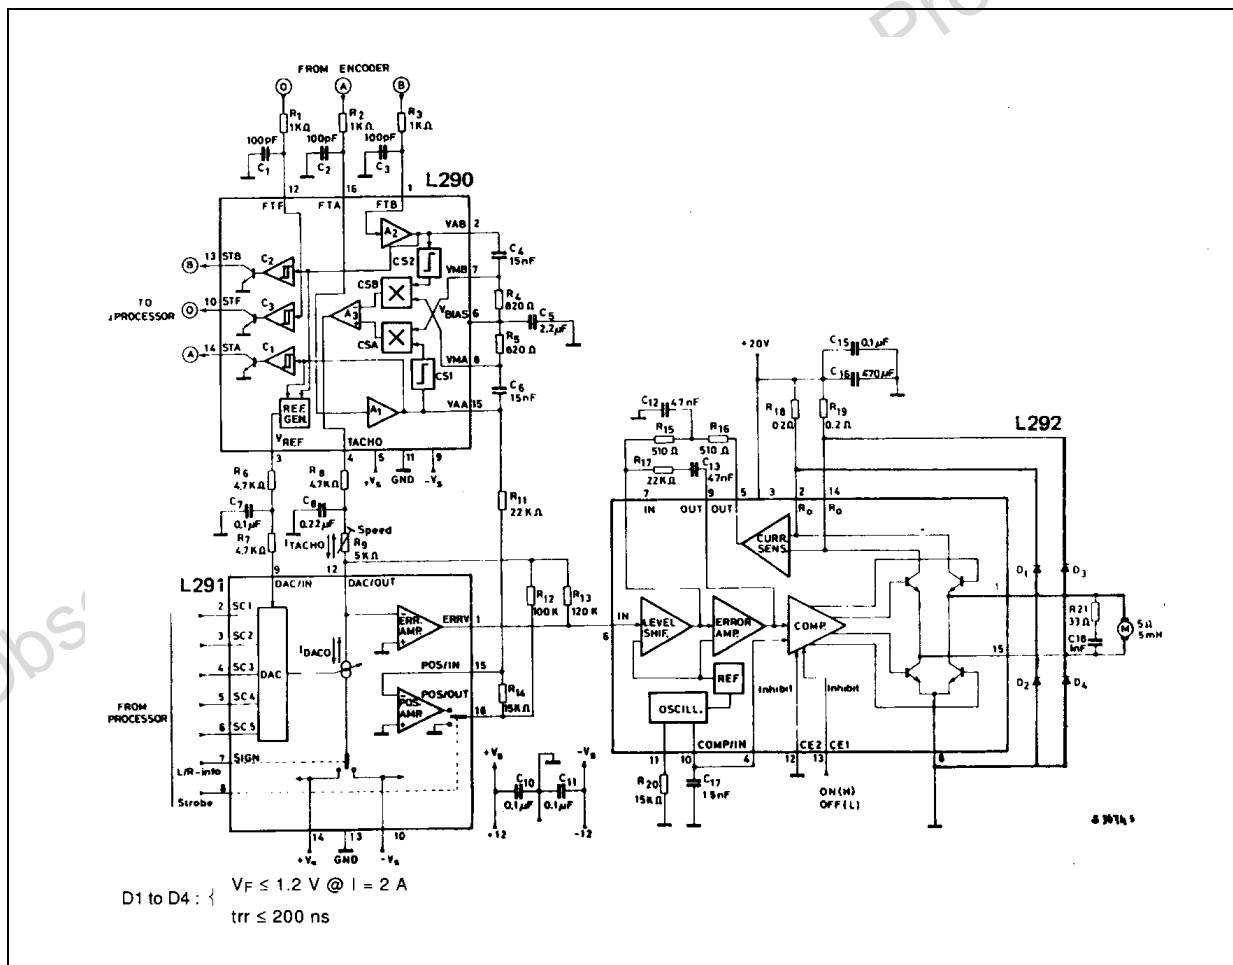 Pro
Obs
FROM ENCODER
O
A
B
R1
1KΩ
R2
1KΩ
R3
1KΩ
100pF
C1
100pF
C2
100pF
C3
L290
12
16
1
FTF
FTA
FTB
A2
VAB
2
C4
15nF
CS2
13
STB
C2
B
CSB
VMB
7
TO
PROCESSOR
10
STF
C3
O
A3
VBIAS
6
R4
820Ω
C5
2.2µF
CSA
R5
820Ω
14
STA
C1
A
VMA
8
CS1
C6
15nF
REF.
GEN.
A1
VAA
15
VREF
TACHO
3
4
5
11
9
+Vs
GND
-Vs
R6
4.7KΩ
R8
4.7KΩ
C7
0.1µF
C8
0.22µF
R7
4.7KΩ
ITACHO
Speed
R9
5KΩ
R11
22KΩ
L291
9
12
DAC/IN
DAC/OUT
R12
100K
R13
120K
2
SC1
3
SC2
4
SC3
5
SC4
6
SC5
DAC
IDACO
ERR.
AMP.
ERRV
1
POS/IN
15
POS.
AMP.
POS/OUT
16
R14
15KΩ
FROM
PROCESSOR
7
SIGN
L/R-info
8
Strobe
14
13
10
+Vs
GND
-Vs
+Vs
-Vs
C10
0.1µF
C11
0.1µF
+12
-12
+20V
C15
0.1µF
C16
470µF
R18
0.2Ω
R19
0.2Ω
L292
C12
47nF
R15
510Ω
R16
510Ω
R17
22KΩ
C13
47nF
7
9
5
3
2
14
IN
OUT
OUT
RO
RO
CURR.
SENS.
IN
6
LEVEL
SHIF.
ERROR
AMP.
COMP.
REF
OSCILL.
Inhibit
Inhibit
COMP/IN
CE2
CE1
11
10
4
12
13
8
1
15
R20
15KΩ
C17
1.5nF
ON(H)
OFF(L)
D1
D3
D2
D4
R21
33Ω
C18
1nF
M
5Ω
5mH
D1 to D4 : {
VF ≤ 1.2 V @ I = 2 A
trr ≤ 200 ns